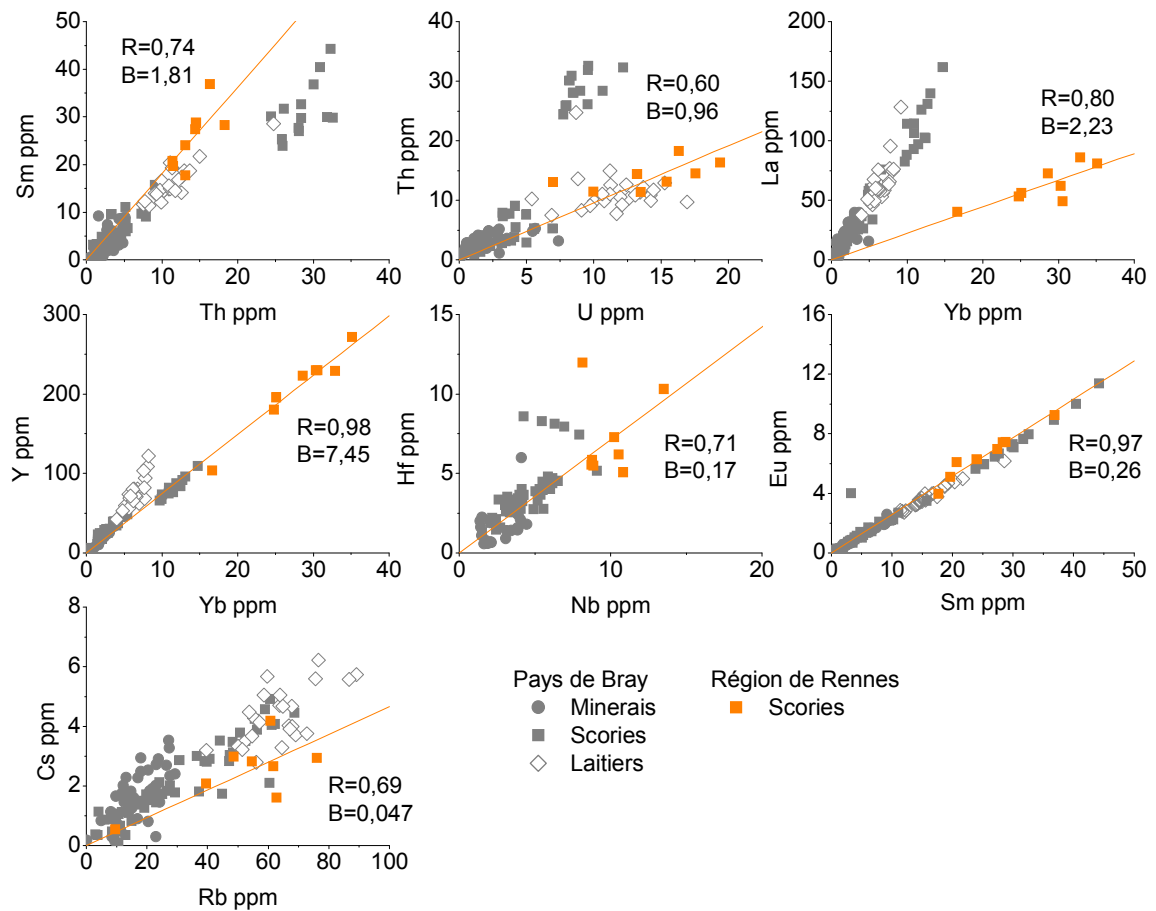 50
40
30
20
10
0
Sm ppm
R=0,74
B=1,81
0 10 20 30 40
Th ppm
40
30
20
10
0
Th ppm
R=0,60
B=0,96
0 5 10 15 20
U ppm
200
150
100
50
0
La ppm
R=0,80
B=2,23
0 10 20 30 40
Yb ppm
300
200
100
0
Y ppm
R=0,98
B=7,45
0 10 20 30 40
Yb ppm
15
10
5
0
Hf ppm
R=0,71
B=0,17
0 5 10 20
Nb ppm
16
12
8
4
0
Eu ppm
R=0,97
B=0,26
0 10 20 30 40 50
Sm ppm
8
6
4
2
0
Cs ppm
R=0,69
B=0,047
0 20 40 60 80 100
Rb ppm
Pays de Bray
Minerais
Scories
Laitiers
Région de Rennes
Scories